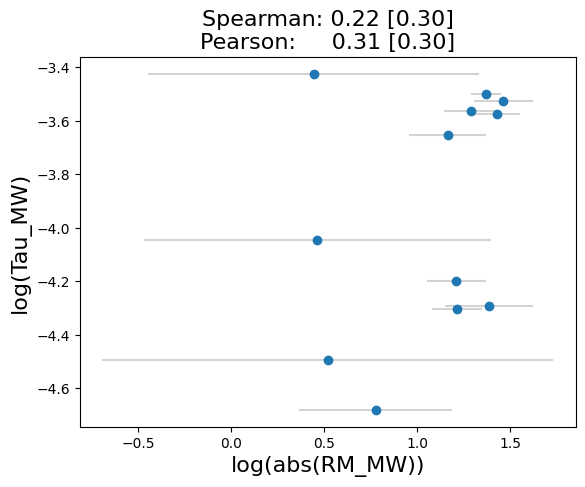 Spearman: 0.22 [0.30]
Pearson: 0.31 [0.30]
−3.4
−3.6
−3.8
−4.0
−4.2
−4.4
−4.6
log(Tau_MW)
−0.5 0.0 0.5 1.0 1.5
log(abs(RM_MW))